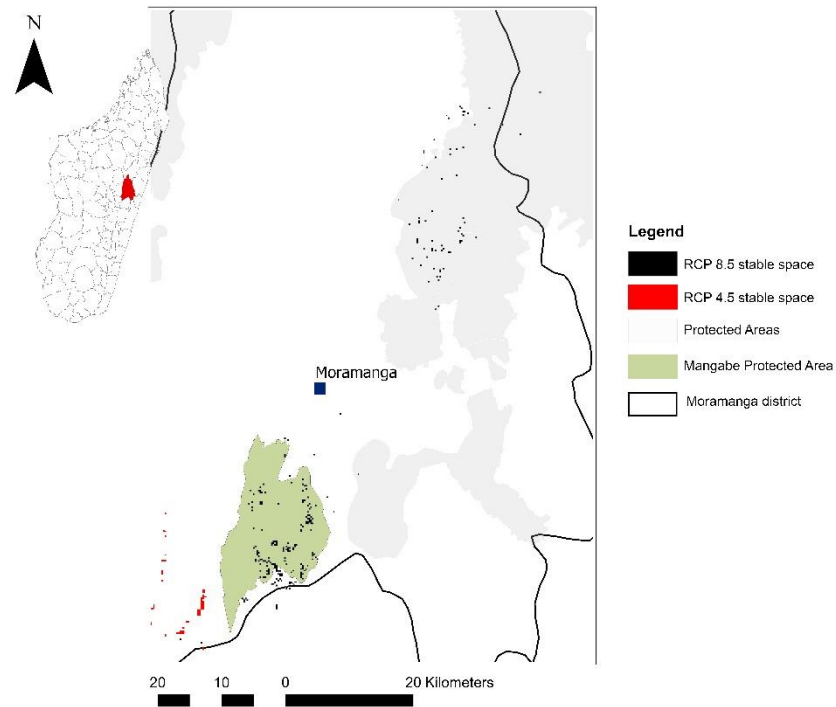 N
Moramanga
Legend
RCP 8.5 stable space
RCP 4.5 stable space
Protected Areas
Mangabe Protected Area
Moramanga district
20 10 0 20 Kilometers